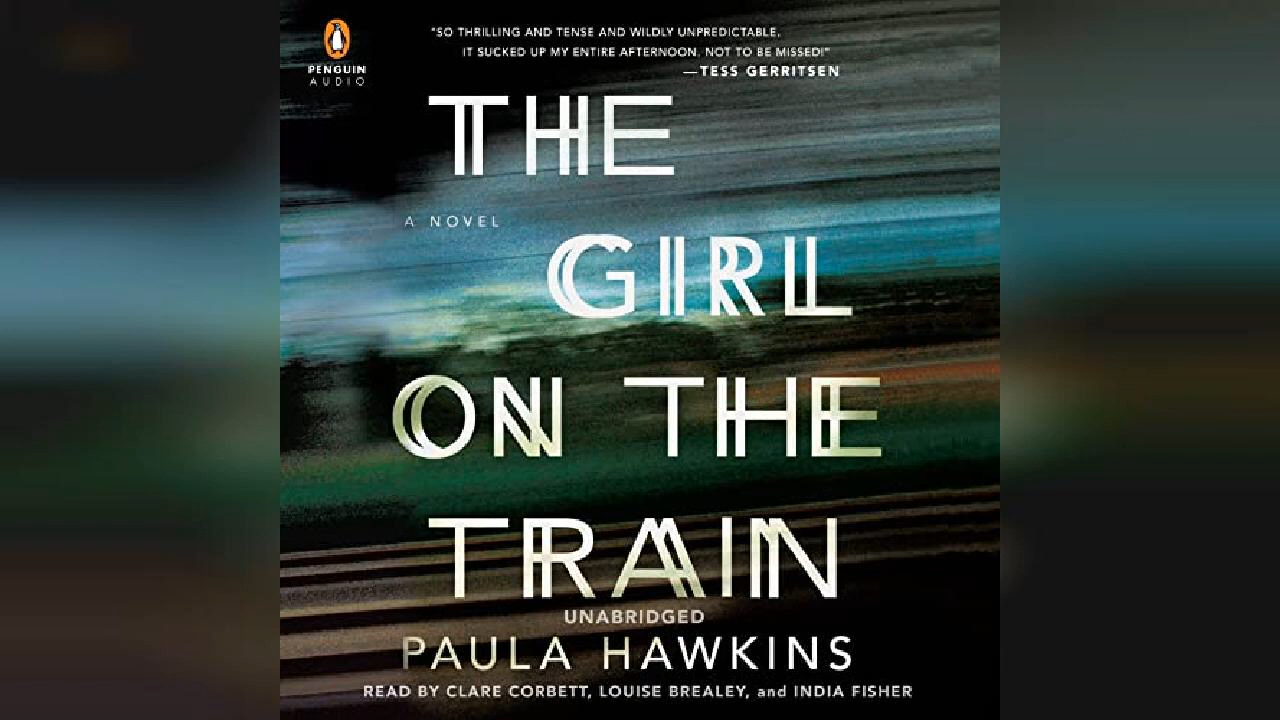 PENGUIN
AUDIO
"SO THRILLING AND TENSE AND WILDLY UNPREDICTABLE,
IT SUCKED UP MY ENTIRE AFTERNOON. NOT TO BE MISSED!"
—TESS GERRITSEN
THE
A NOVEL
GIRL
ON THE
TRAIN
UNABRIDGED
PAULA HAWKINS
READ BY CLARE CORBETT, LOUISE BREALEY, and INDIA FISHER